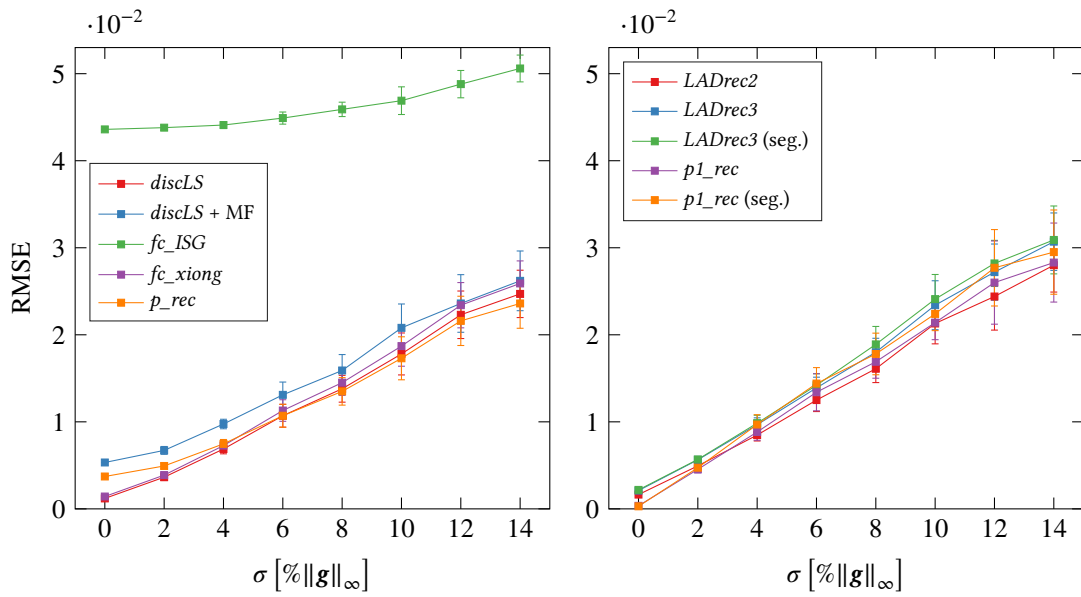 ·10⁻²
5
4
3
2
1
0
RMSE
discLS
discLS + MF
fc_ISG
fc_xiong
p_rec
0 2 4 6 8 10 12 14
σ [%‖g‖∞]
·10⁻²
5
4
3
2
1
0
LADrec2
LADrec3
LADrec3 (seg.)
p1_rec
p1_rec (seg.)
0 2 4 6 8 10 12 14
σ [%‖g‖∞]